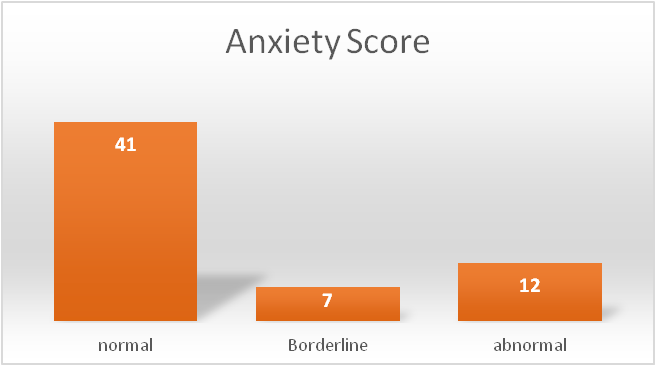 Anxiety Score
41
7
12
normal
Borderline
abnormal